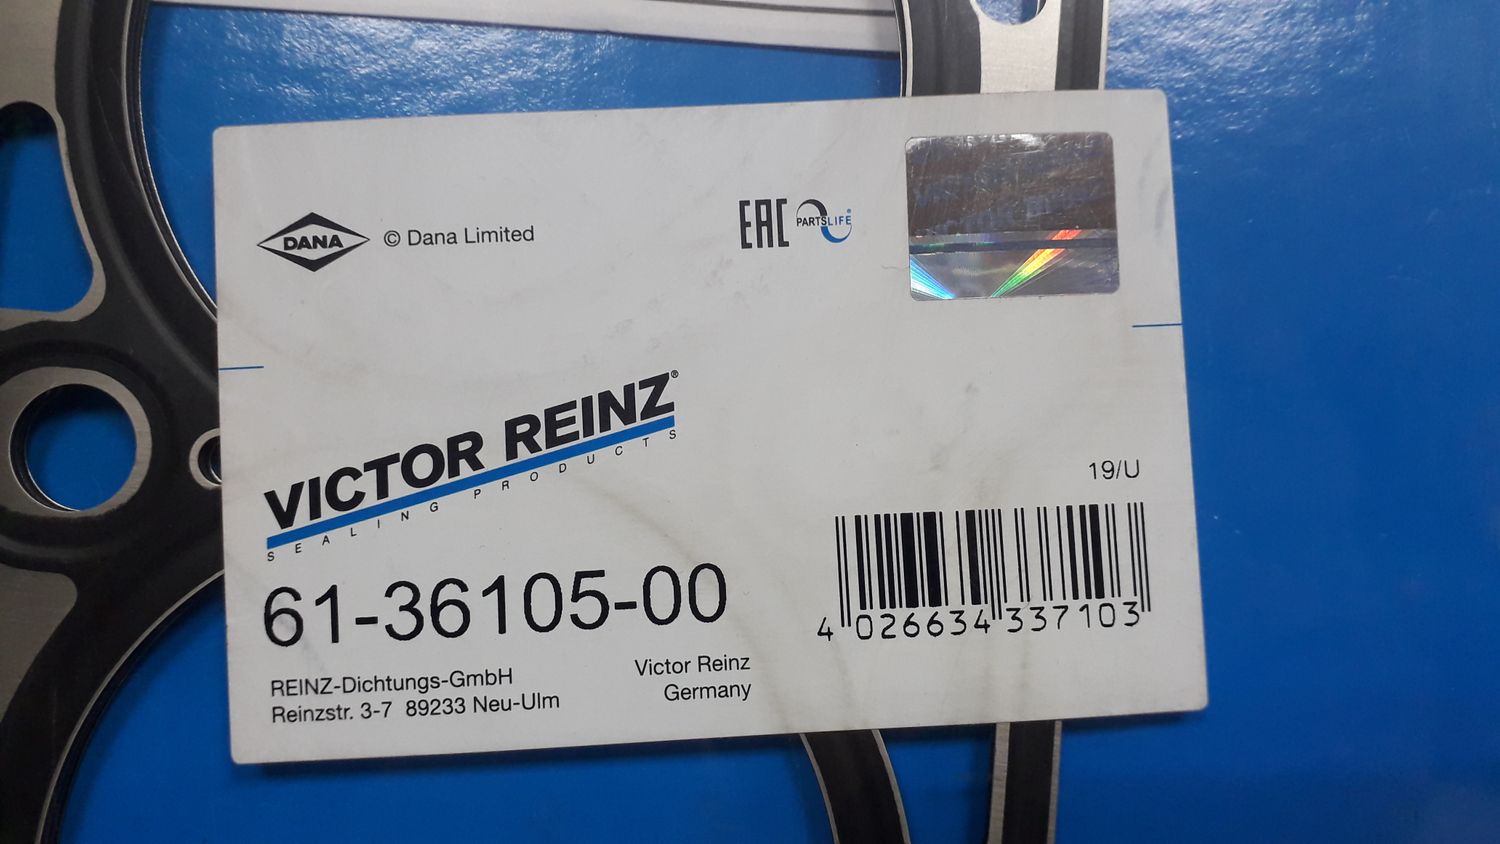 DANA © Dana Limited
EAC PARTSLIFE®
VICTOR REINZ®
SEALING PRODUCTS
19/U
61-36105-00
4 026634 337103
REINZ-Dichtungs-GmbH
Reinzstr. 3-7 89233 Neu-Ulm
Victor Reinz
Germany